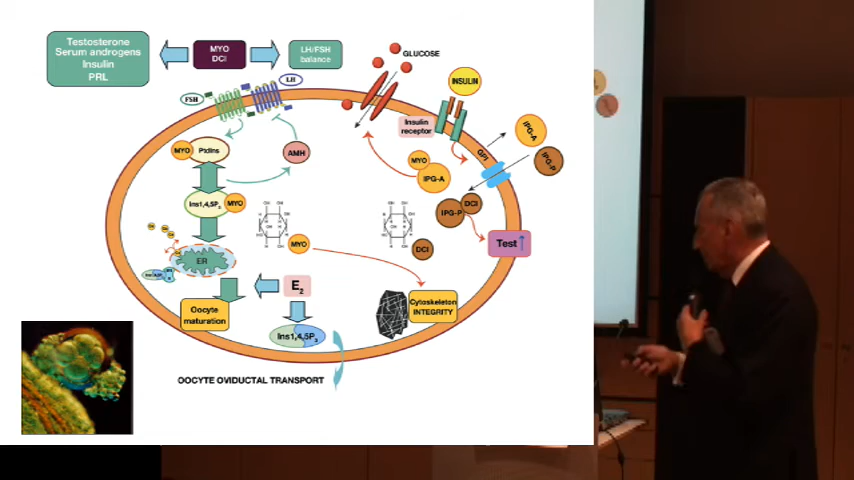 Testosterone
Serum androgens
Insulin
PRL
MYO
DCI
LH/FSH
balance
GLUCOSE
LH
FSH
INSULIN
Insulin
receptor
IPG-A
IPG-P
GPI
MYO
PtdIns
AMH
MYO
IPG-A
Ins1,4,5P3
MYO
DCI
IPG-P
Test
MYO
DCI
ER
E2
Oocyte
maturation
Cytoskeleton
INTEGRITY
Ins1,4,5P3
OOCYTE OVIDUCTAL TRANSPORT